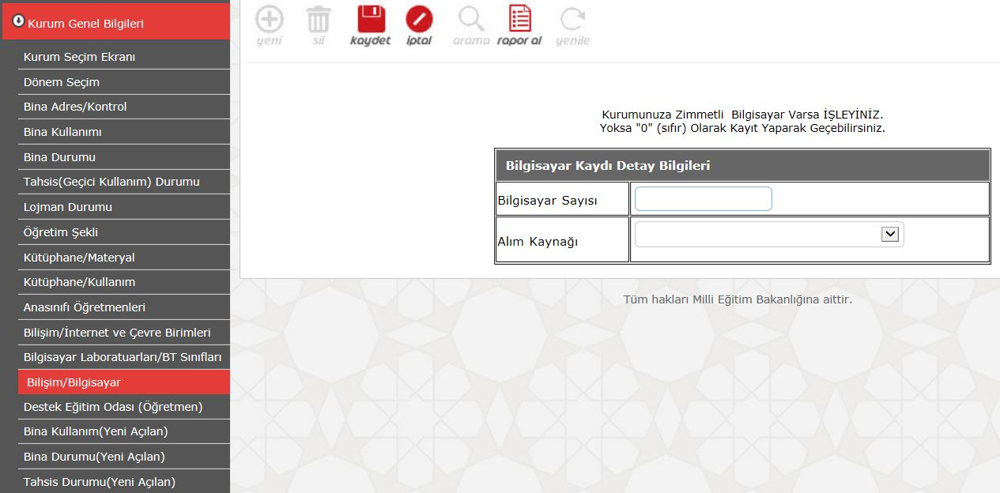 Kurum Genel Bilgileri
Kurum Seçim Ekranı
Dönem Seçim
Bina Adres/Kontrol
Bina Kullanımı
Bina Durumu
Tahsis(Geçici Kullanım) Durumu
Lojman Durumu
Öğretim Şekli
Kütüphane/Materyal
Kütüphane/Kullanım
Anasınıfı Öğretmenleri
Bilişim/İnternet ve Çevre Birimleri
Bilgisayar Laboratuarları/BT Sınıfları
Bilişim/Bilgisayar
Destek Eğitim Odası (Öğretmen)
Bina Kullanım(Yeni Açılan)
Bina Durumu(Yeni Açılan)
Tahsis Durumu(Yeni Açılan)
yeni sil kaydet iptal arama rapor al yenile
Kurumunuza Zimmetli Bilgisayar Varsa İŞLEYİNİZ.
Yoksa "0" (sıfır) Olarak Kayıt Yaparak Geçebilirsiniz.
Bilgisayar Kaydı Detay Bilgileri
Bilgisayar Sayısı
Alım Kaynağı
Tüm hakları Milli Eğitim Bakanlığına aittir.